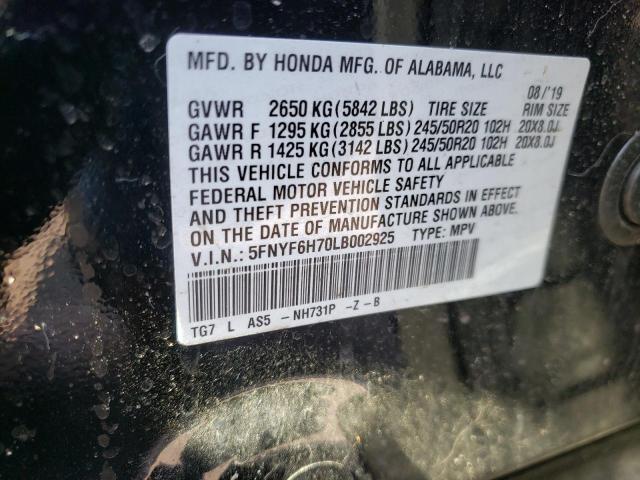 MFD. BY HONDA MFG. OF ALABAMA, LLC
08/'19
GVWR 2650 KG(5842 LBS) TIRE SIZE RIM SIZE
GAWR F 1295 KG(2855 LBS) 245/50R20 102H 20X8.0J
GAWR R 1425 KG(3142 LBS) 245/50R20 102H 20X8.0J
THIS VEHICLE CONFORMS TO ALL APPLICABLE
FEDERAL MOTOR VEHICLE SAFETY
AND THEFT PREVENTION STANDARDS IN EFFECT
ON THE DATE OF MANUFACTURE SHOWN ABOVE.
V.I.N.: 5FNYF6H70LB002925 TYPE: MPV
TG7 L AS5 -NH731P -Z-B